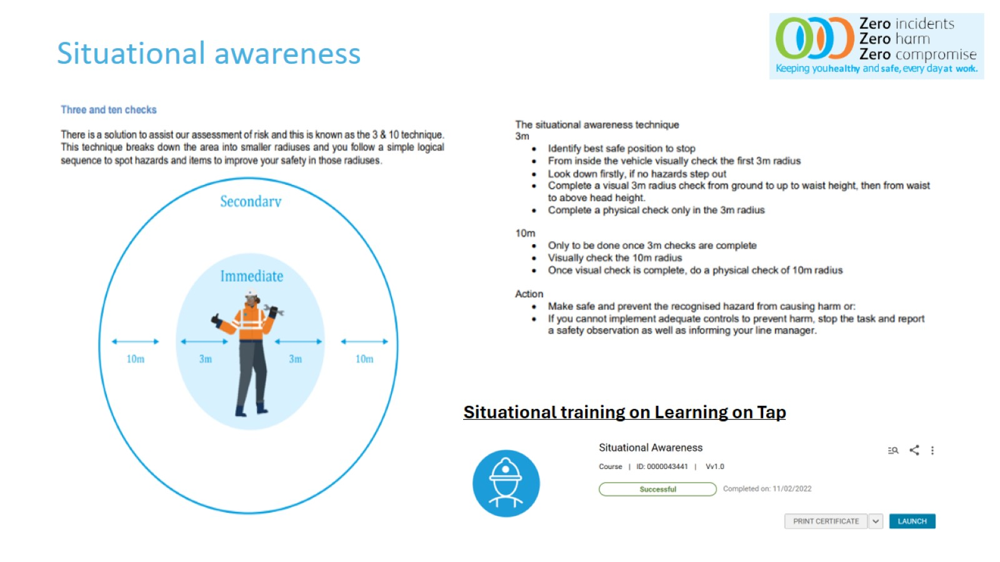 Situational awareness
Zero incidents
Zero harm
Zero compromise
Keeping you healthy and safe, every day at work.
Three and ten checks
There is a solution to assist our assessment of risk and this is known as the 3 & 10 technique.
This technique breaks down the area into smaller radiuses and you follow a simple logical
sequence to spot hazards and items to improve your safety in those radiuses.
Secondary
Immediate
10m
3m
3m
10m
The situational awareness technique
3m
• Identify best safe position to stop
• From inside the vehicle visually check the first 3m radius
• Look down firstly, if no hazards step out
• Complete a visual 3m radius check from ground to up to waist height, then from waist
to above head height.
• Complete a physical check only in the 3m radius
10m
• Only to be done once 3m checks are complete
• Visually check the 10m radius
• Once visual check is complete, do a physical check of 10m radius
Action
• Make safe and prevent the recognised hazard from causing harm or:
• If you cannot implement adequate controls to prevent harm, stop the task and report
a safety observation as well as informing your line manager.
Situational training on Learning on Tap
Situational Awareness
Course | ID: 0000043441 | Vv1.0
Successful
Completed on: 11/02/2022
PRINT CERTIFICATE
LAUNCH